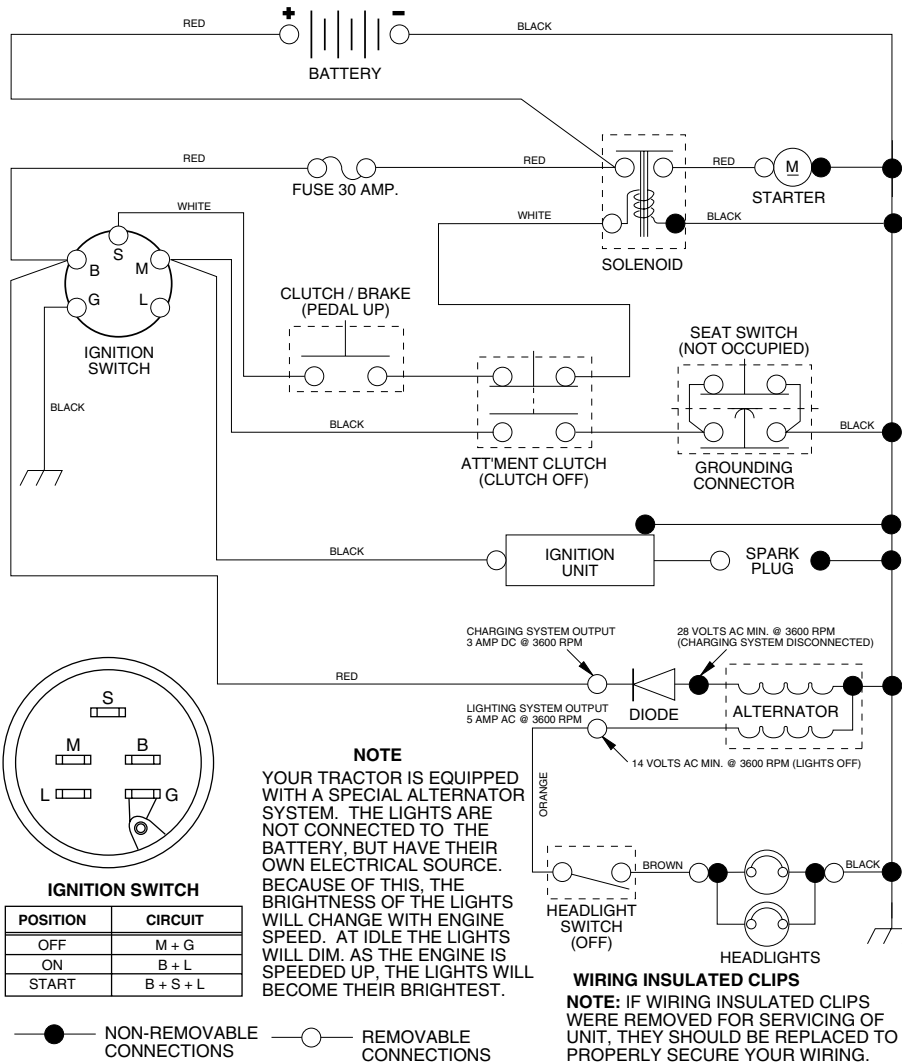 RED
+
-
BLACK
BATTERY
RED
RED
RED
FUSE 30 AMP.
M
STARTER
WHITE
WHITE
BLACK
SOLENOID
S
B
M
G
L
IGNITION
SWITCH
CLUTCH / BRAKE
(PEDAL UP)
SEAT SWITCH
(NOT OCCUPIED)
BLACK
BLACK
BLACK
ATT'MENT CLUTCH
(CLUTCH OFF)
GROUNDING
CONNECTOR
BLACK
IGNITION
UNIT
SPARK
PLUG
CHARGING SYSTEM OUTPUT
3 AMP DC @ 3600 RPM
28 VOLTS AC MIN. @ 3600 RPM
(CHARGING SYSTEM DISCONNECTED)
RED
DIODE
ALTERNATOR
LIGHTING SYSTEM OUTPUT
5 AMP AC @ 3600 RPM
14 VOLTS AC MIN. @ 3600 RPM (LIGHTS OFF)
ORANGE
BROWN
BLACK
HEADLIGHT
SWITCH
(OFF)
HEADLIGHTS
S
M
B
L
G
IGNITION SWITCH
POSITION CIRCUIT
OFF M + G
ON B + L
START B + S + L
NOTE
YOUR TRACTOR IS EQUIPPED
WITH A SPECIAL ALTERNATOR
SYSTEM. THE LIGHTS ARE
NOT CONNECTED TO THE
BATTERY, BUT HAVE THEIR
OWN ELECTRICAL SOURCE.
BECAUSE OF THIS, THE
BRIGHTNESS OF THE LIGHTS
WILL CHANGE WITH ENGINE
SPEED. AT IDLE THE LIGHTS
WILL DIM. AS THE ENGINE IS
SPEEDED UP, THE LIGHTS WILL
BECOME THEIR BRIGHTEST.
WIRING INSULATED CLIPS
NOTE: IF WIRING INSULATED CLIPS
WERE REMOVED FOR SERVICING OF
UNIT, THEY SHOULD BE REPLACED TO
PROPERLY SECURE YOUR WIRING.
NON-REMOVABLE
CONNECTIONS
REMOVABLE
CONNECTIONS